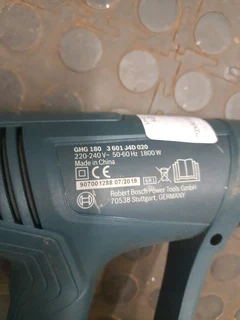 GHG 180 3 601 J4D 020
220-240 V~ 50-60 Hz 1800 W
Made in China
907001288 07/2019
Robert Bosch Power Tools GmbH
70538 Stuttgart, GERMANY